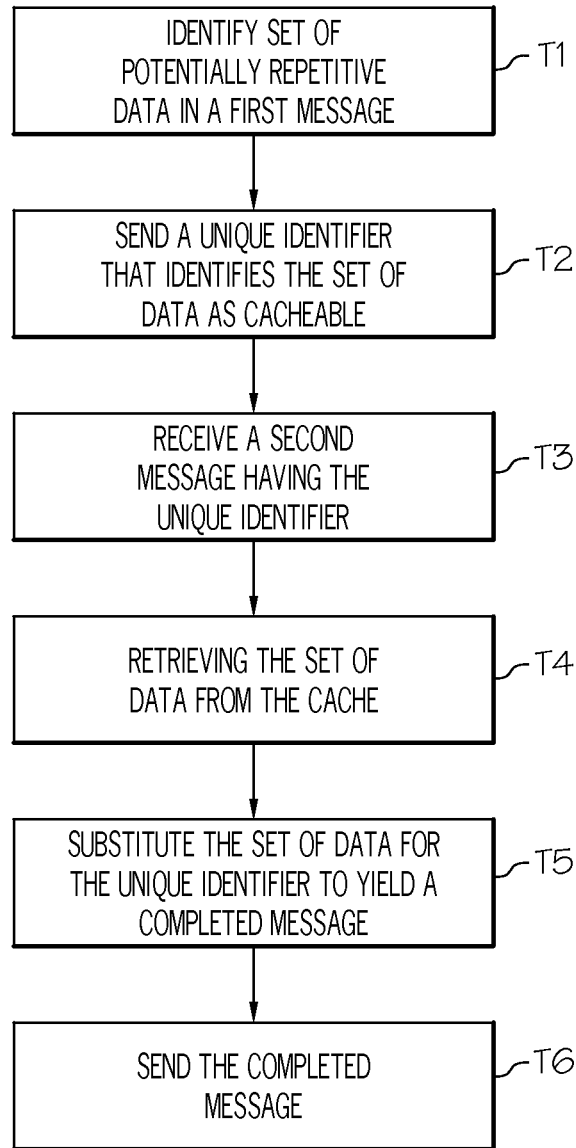 IDENTIFY SET OF
POTENTIALLY REPETITIVE
DATA IN A FIRST MESSAGE
T1
SEND A UNIQUE IDENTIFIER
THAT IDENTIFIES THE SET OF
DATA AS CACHEABLE
T2
RECEIVE A SECOND
MESSAGE HAVING THE
UNIQUE IDENTIFIER
T3
RETRIEVING THE SET OF
DATA FROM THE CACHE
T4
SUBSTITUTE THE SET OF DATA FOR
THE UNIQUE IDENTIFIER TO YIELD A
COMPLETED MESSAGE
T5
SEND THE COMPLETED
MESSAGE
T6